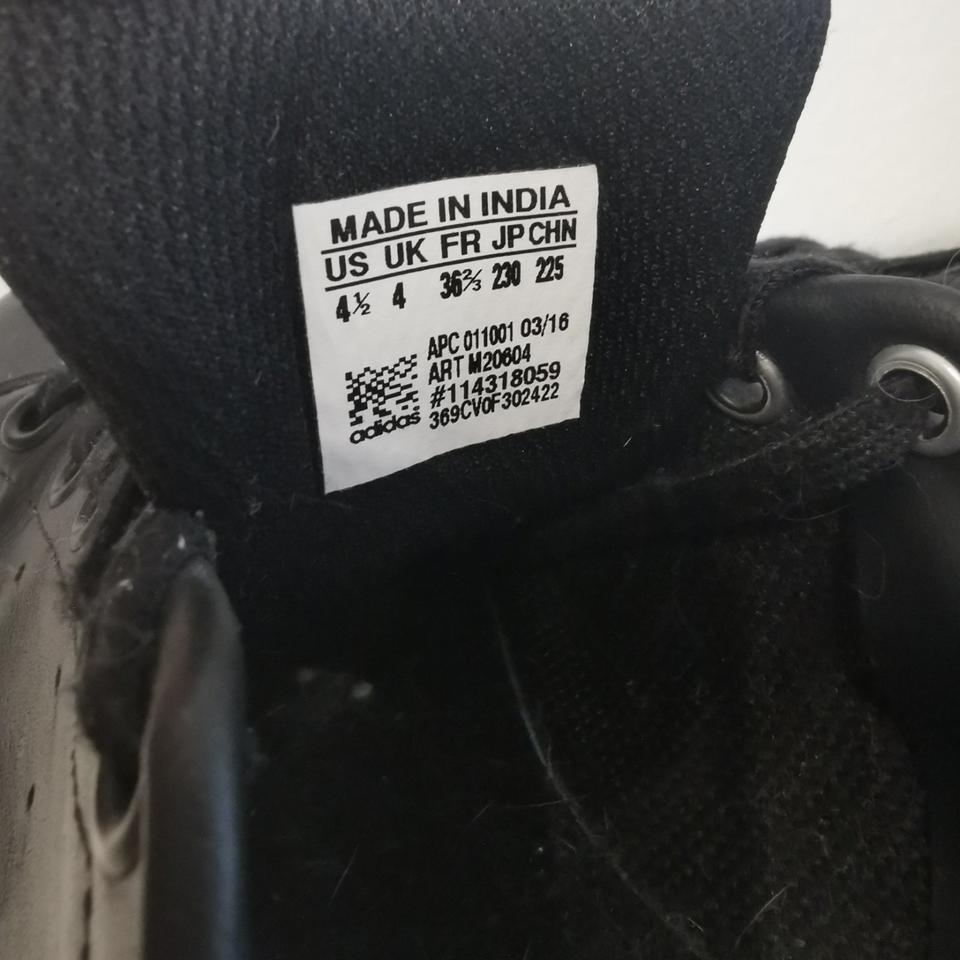 MADE IN INDIA
US UK FR JP CHN
4½ 4 36⅔ 230 225
APC 011001 03/16
ART M20604
#114318059
369CV0F302422
adidas